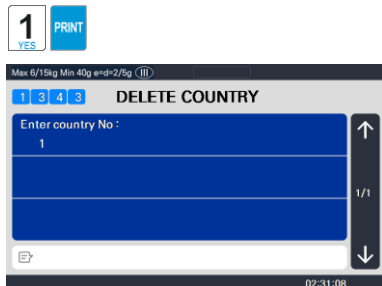 1
YES
PRINT
Max 6/15kg Min 40g e=d=2/5g III
1 3 4 3 DELETE COUNTRY
Enter country No :
1
1/1
02:31:08